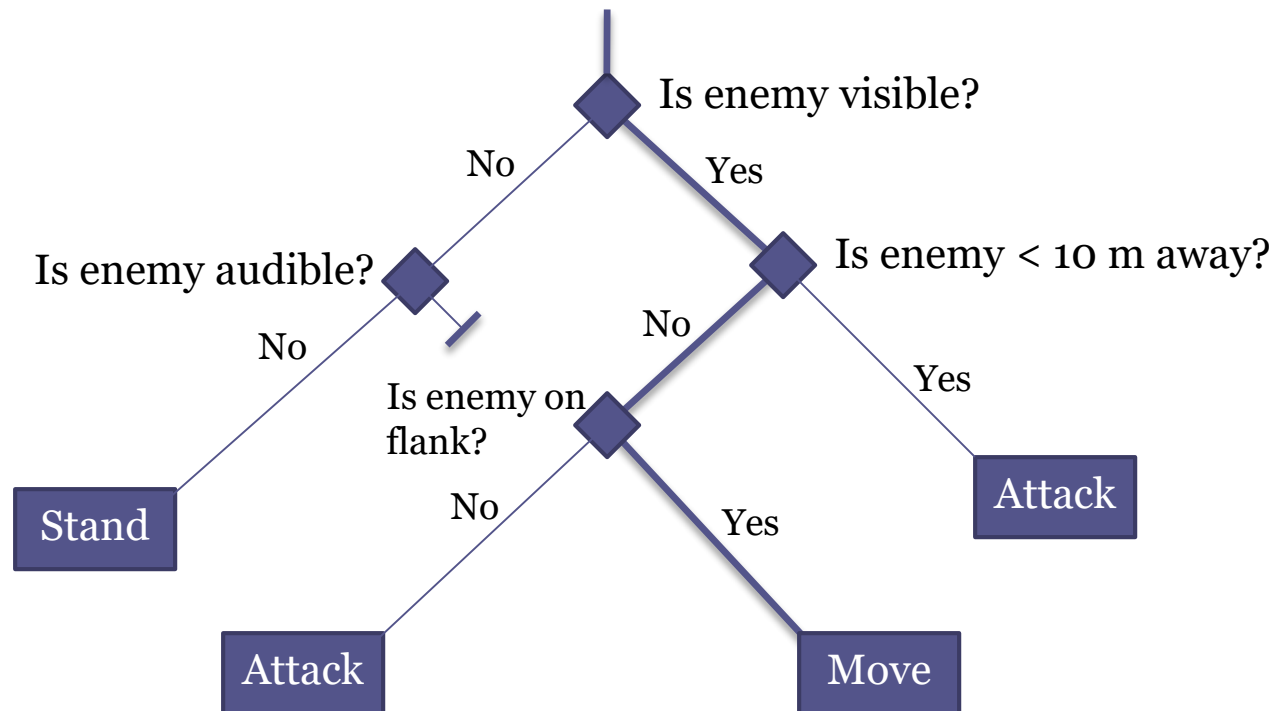 Is enemy visible?
No
Yes
Is enemy audible?
Is enemy < 10 m away?
No
No
Is enemy on
flank?
Yes
Stand
No
Yes
Attack
Attack
Move